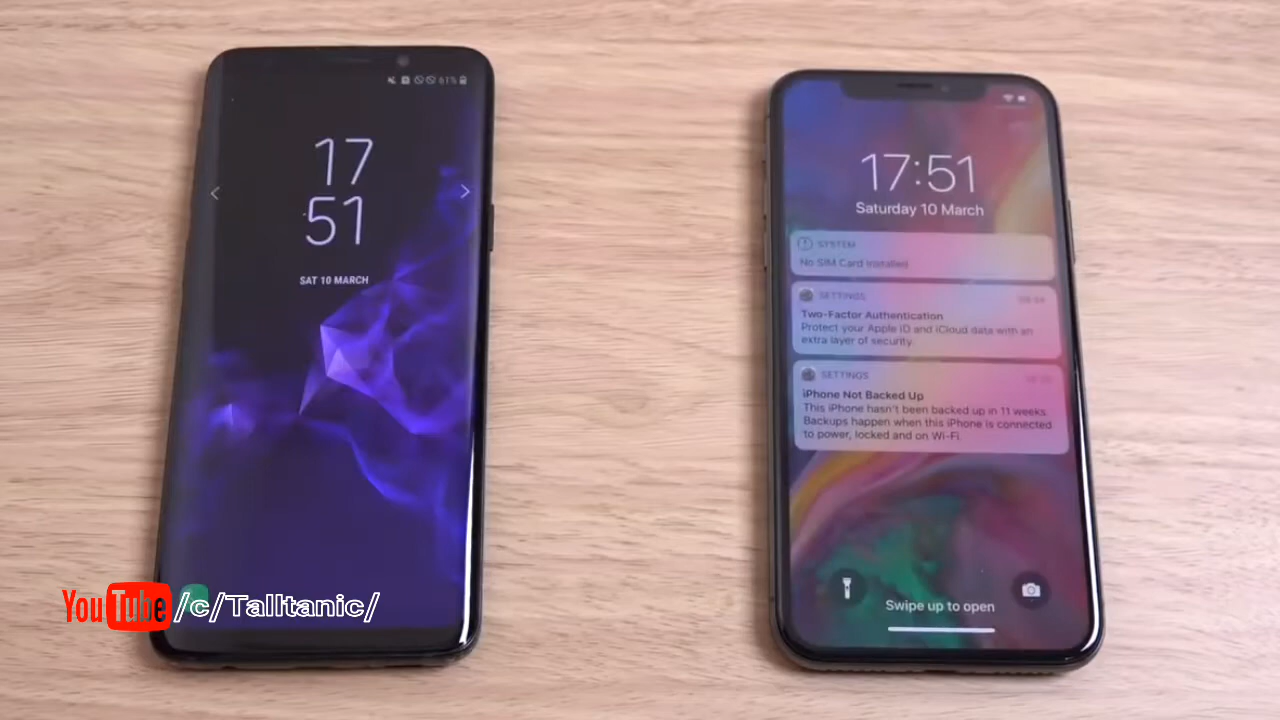 61%
17
51
SAT 10 MARCH
17:51
Saturday 10 March
SYSTEM
No SIM Card Installed
SETTINGS
Two-Factor Authentication
Protect your Apple ID and iCloud data with an
extra layer of security.
SETTINGS
iPhone Not Backed Up
This iPhone hasn't been backed up in 11 weeks.
Backups happen when this iPhone is connected
to power, locked and on Wi-Fi.
Swipe up to open
YouTube/c/Talltanic/